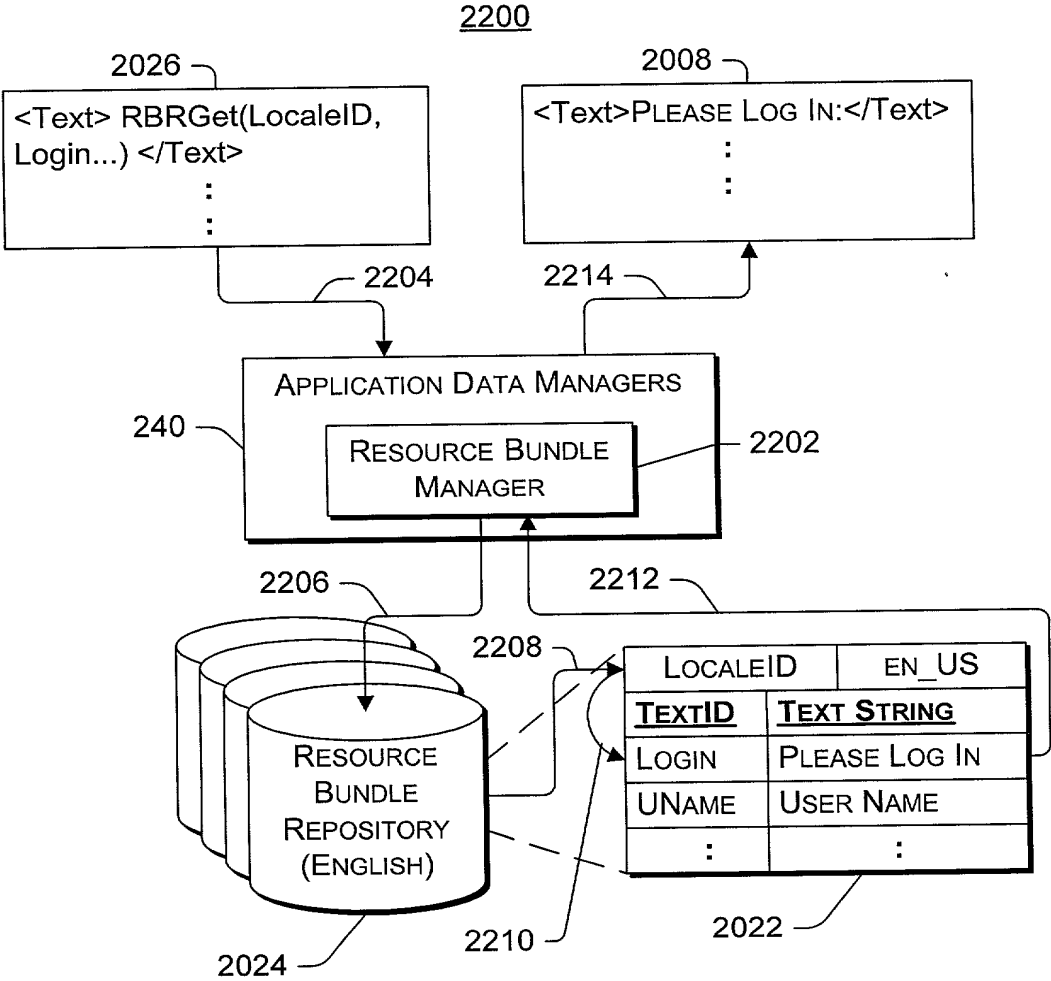 2200
2026
2008
<Text> RBRGet(LocaleID,
Login...) </Text>
:
:
<Text>PLEASE LOG IN:</Text>
:
:
2204
2214
APPLICATION DATA MANAGERS
240
RESOURCE BUNDLE
MANAGER
2202
2206
2212
2208
LOCALEID EN_US
TEXTID TEXT STRING
LOGIN PLEASE LOG IN
UNAME USER NAME
: :
RESOURCE
BUNDLE
REPOSITORY
(ENGLISH)
2210
2022
2024